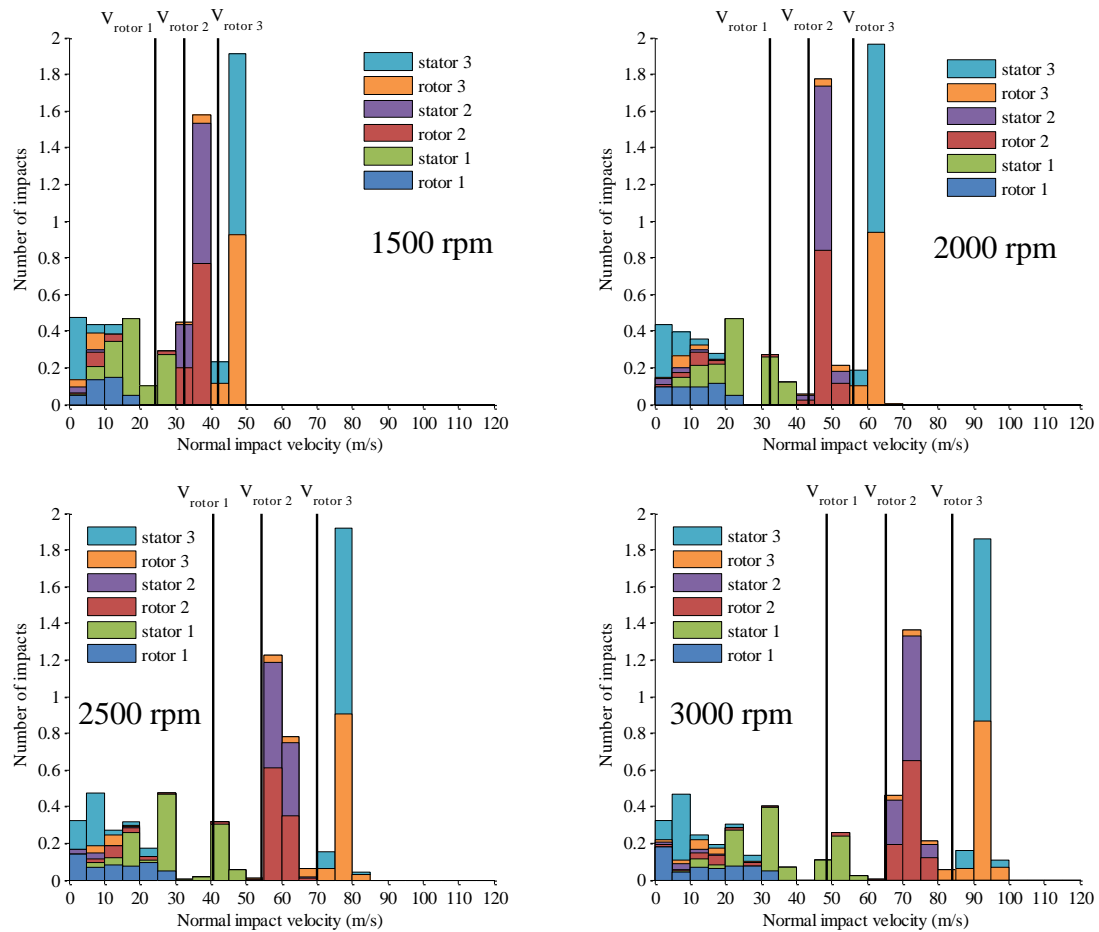 V rotor 1 V rotor 2 V rotor 3
2
1.8
1.6
1.4
1.2
1
0.8
0.6
0.4
0.2
0
Number of impacts
stator 3
rotor 3
stator 2
rotor 2
stator 1
rotor 1
1500 rpm
0 10 20 30 40 50 60 70 80 90 100 110 120
Normal impact velocity (m/s)
V rotor 1 V rotor 2 V rotor 3
2
1.8
1.6
1.4
1.2
1
0.8
0.6
0.4
0.2
0
Number of impacts
stator 3
rotor 3
stator 2
rotor 2
stator 1
rotor 1
2000 rpm
0 10 20 30 40 50 60 70 80 90 100 110 120
Normal impact velocity (m/s)
V rotor 1 V rotor 2 V rotor 3
2
1.8
1.6
1.4
1.2
1
0.8
0.6
0.4
0.2
0
Number of impacts
stator 3
rotor 3
stator 2
rotor 2
stator 1
rotor 1
2500 rpm
0 10 20 30 40 50 60 70 80 90 100 110 120
Normal impact velocity (m/s)
V rotor 1 V rotor 2 V rotor 3
2
1.8
1.6
1.4
1.2
1
0.8
0.6
0.4
0.2
0
Number of impacts
stator 3
rotor 3
stator 2
rotor 2
stator 1
rotor 1
3000 rpm
0 10 20 30 40 50 60 70 80 90 100 110 120
Normal impact velocity (m/s)